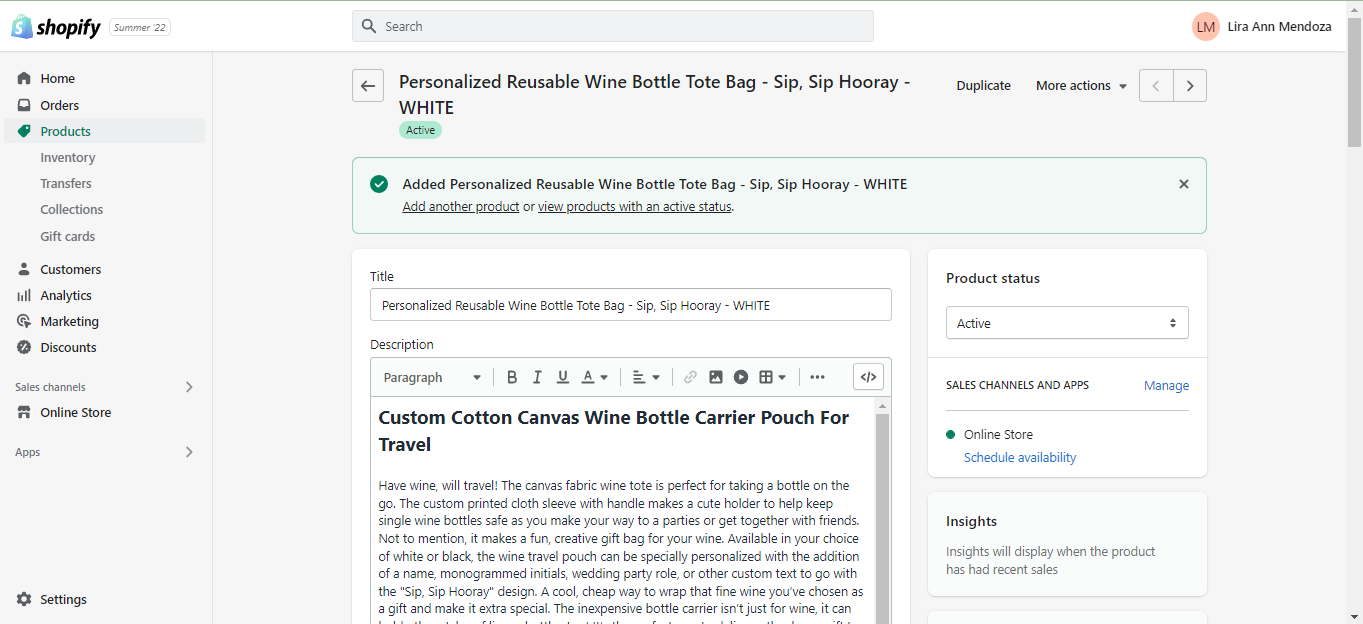 shopify
Summer '22
Search
LM
Lira Ann Mendoza
Home
Orders
Products
Inventory
Transfers
Collections
Gift cards
Customers
Analytics
Marketing
Discounts
Sales channels
Online Store
Apps
Settings
Personalized Reusable Wine Bottle Tote Bag - Sip, Sip Hooray -
WHITE
Active
Duplicate
More actions
Added Personalized Reusable Wine Bottle Tote Bag - Sip, Sip Hooray - WHITE
Add another product or view products with an active status.
Title
Personalized Reusable Wine Bottle Tote Bag - Sip, Sip Hooray - WHITE
Description
Paragraph
B I U A
Custom Cotton Canvas Wine Bottle Carrier Pouch For
Travel
Have wine, will travel! The canvas fabric wine tote is perfect for taking a bottle on the
go. The custom printed cloth sleeve with handle makes a cute holder to help keep
single wine bottles safe as you make your way to a parties or get together with friends.
Not to mention, it makes a fun, creative gift bag for your wine. Available in your choice
of white or black, the wine travel pouch can be specially personalized with the addition
of a name, monogrammed initials, wedding party role, or other custom text to go with
the "Sip, Sip Hooray" design. A cool, cheap way to wrap that fine wine you've chosen as
a gift and make it extra special. The inexpensive bottle carrier isn't just for wine, it can
Product status
Active
SALES CHANNELS AND APPS
Manage
Online Store
Schedule availability
Insights
Insights will display when the product
has had recent sales